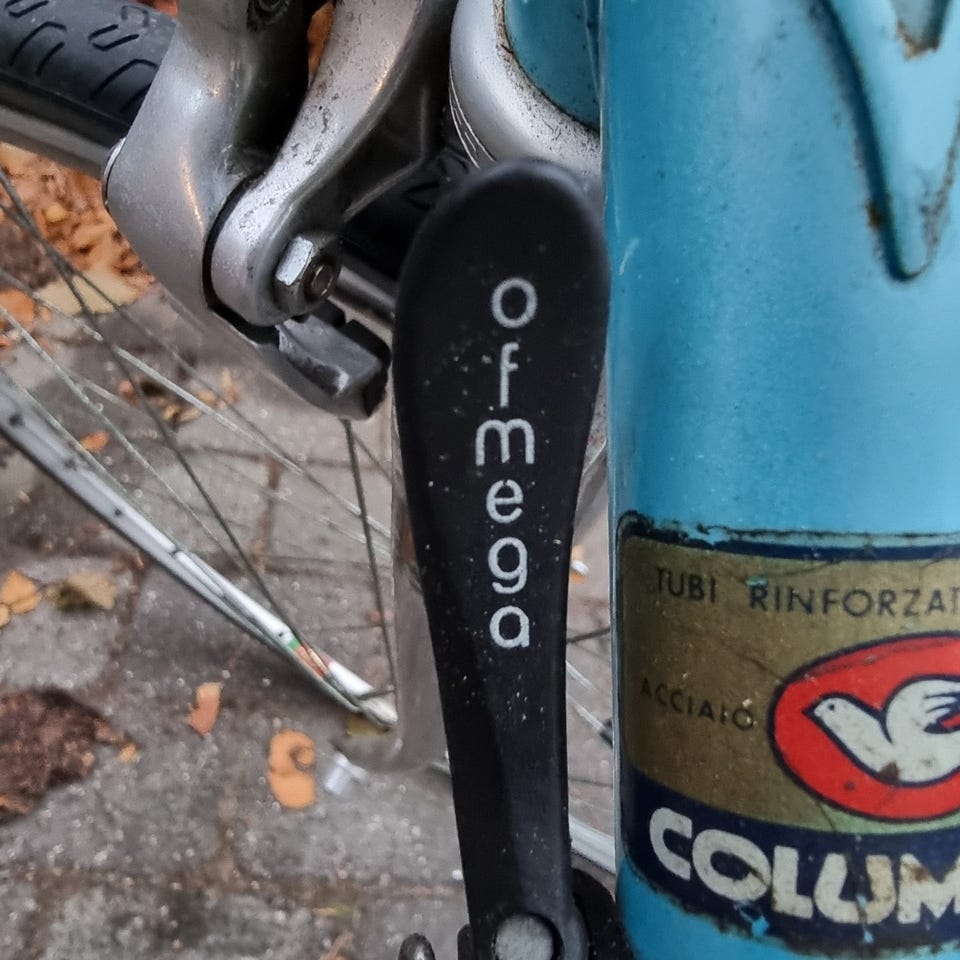 ofmega
TUBI RINFORZAT
ACCIAIO
COLUM